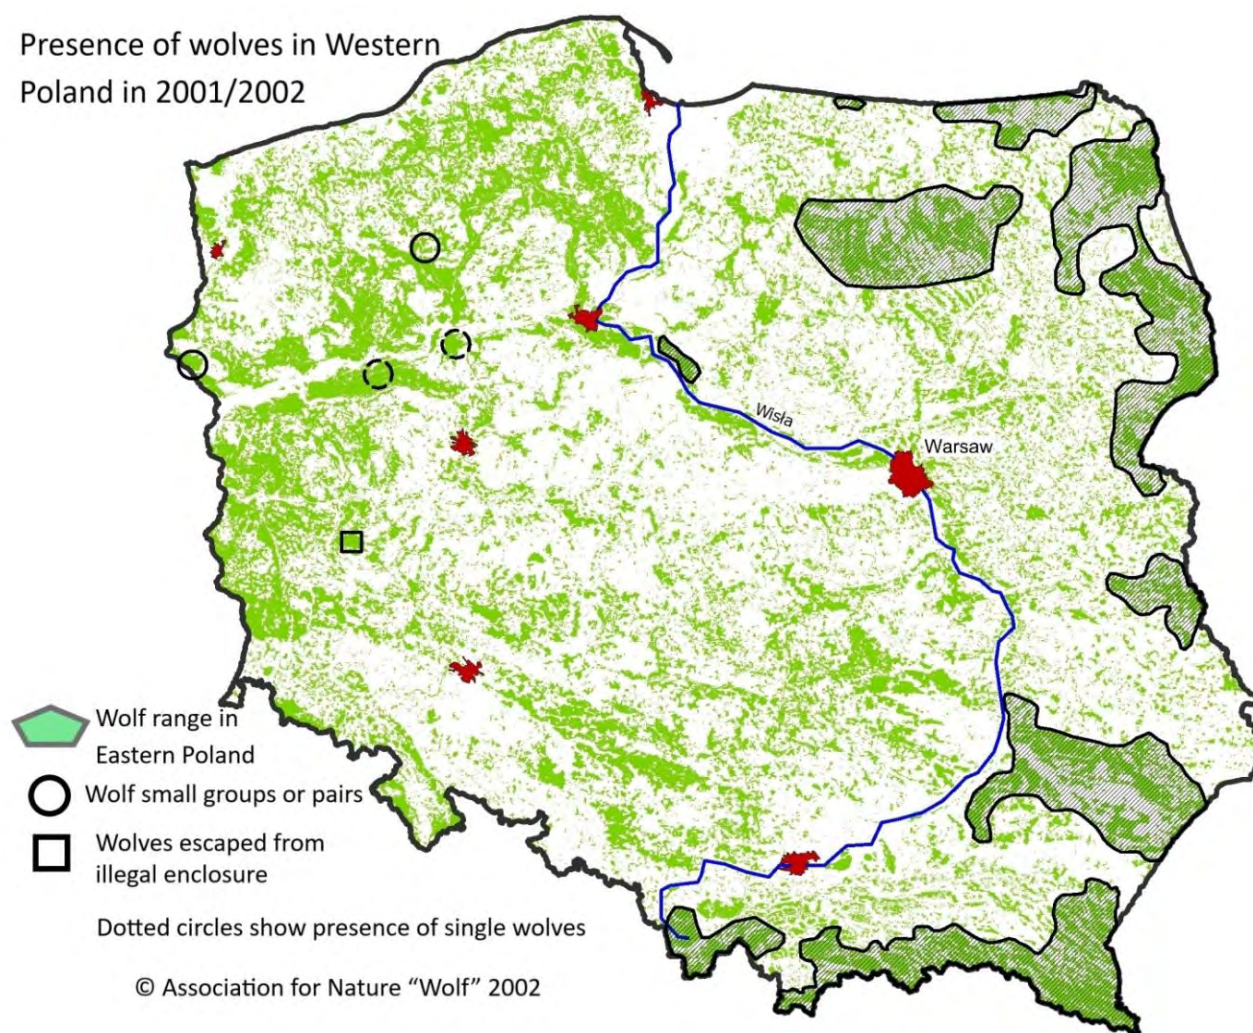 Presence of wolves in Western
Poland in 2001/2002
Wisła
Warsaw
Wolf range in
Eastern Poland
Wolf small groups or pairs
Wolves escaped from
illegal enclosure
Dotted circles show presence of single wolves
© Association for Nature “Wolf” 2002